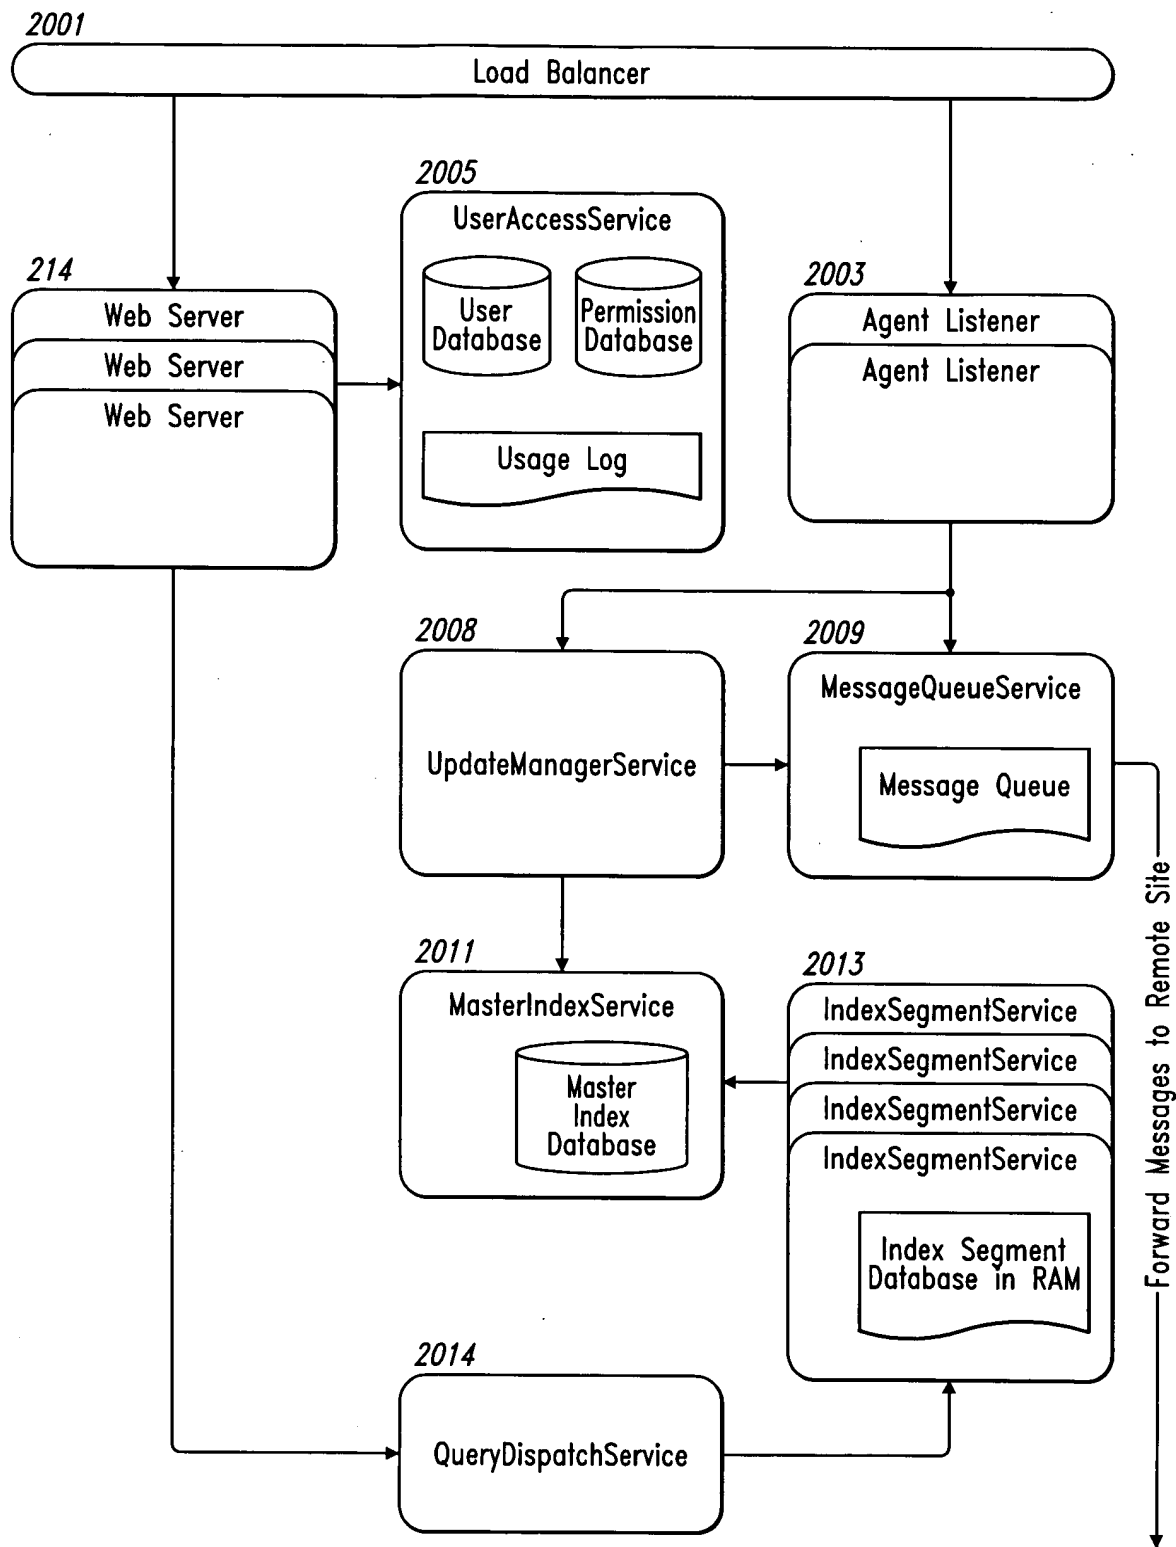 2001
Load Balancer
2005
UserAccessService
User
Database
Permission
Database
Usage Log
214
Web Server
Web Server
Web Server
2003
Agent Listener
Agent Listener
2008
UpdateManagerService
2009
MessageQueueService
Message Queue
Forward Messages to Remote Site
2011
MasterIndexService
Master
Index
Database
2013
IndexSegmentService
IndexSegmentService
IndexSegmentService
IndexSegmentService
Index Segment
Database in RAM
2014
QueryDispatchService